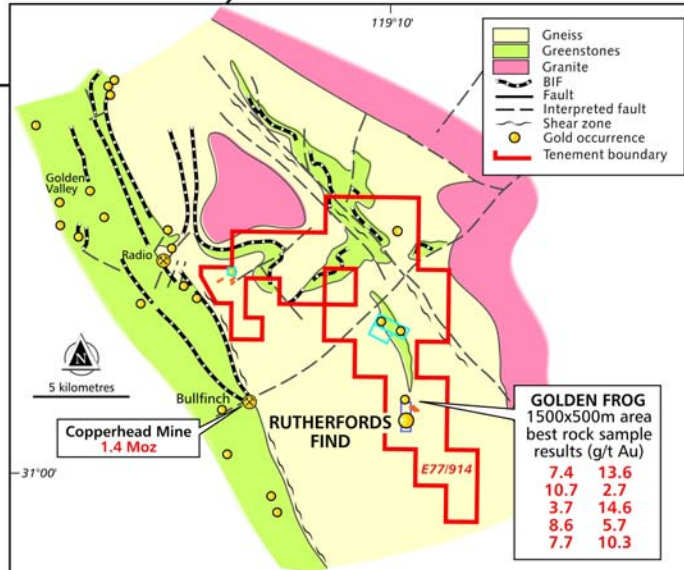 119°10'
Gneiss
Greenstones
Granite
BIF
Fault
Interpreted fault
Shear zone
Gold occurrence
Tenement boundary
Golden
Valley
Radio
N
5 kilometres
Bullfinch
Copperhead Mine
1.4 Moz
RUTHERFORDS
FIND
GOLDEN FROG
1500x500m area
best rock sample
results (g/t Au)
7.4 13.6
10.7 2.7
3.7 14.6
8.6 5.7
7.7 10.3
E77/914
31°00'